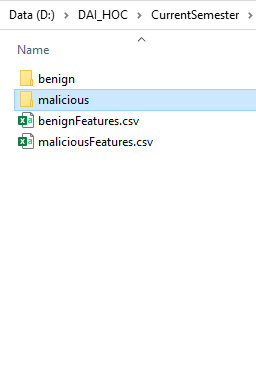 Data (D:) > DAI_HOC > CurrentSemester >
Name
benign
malicious
benignFeatures.csv
maliciousFeatures.csv